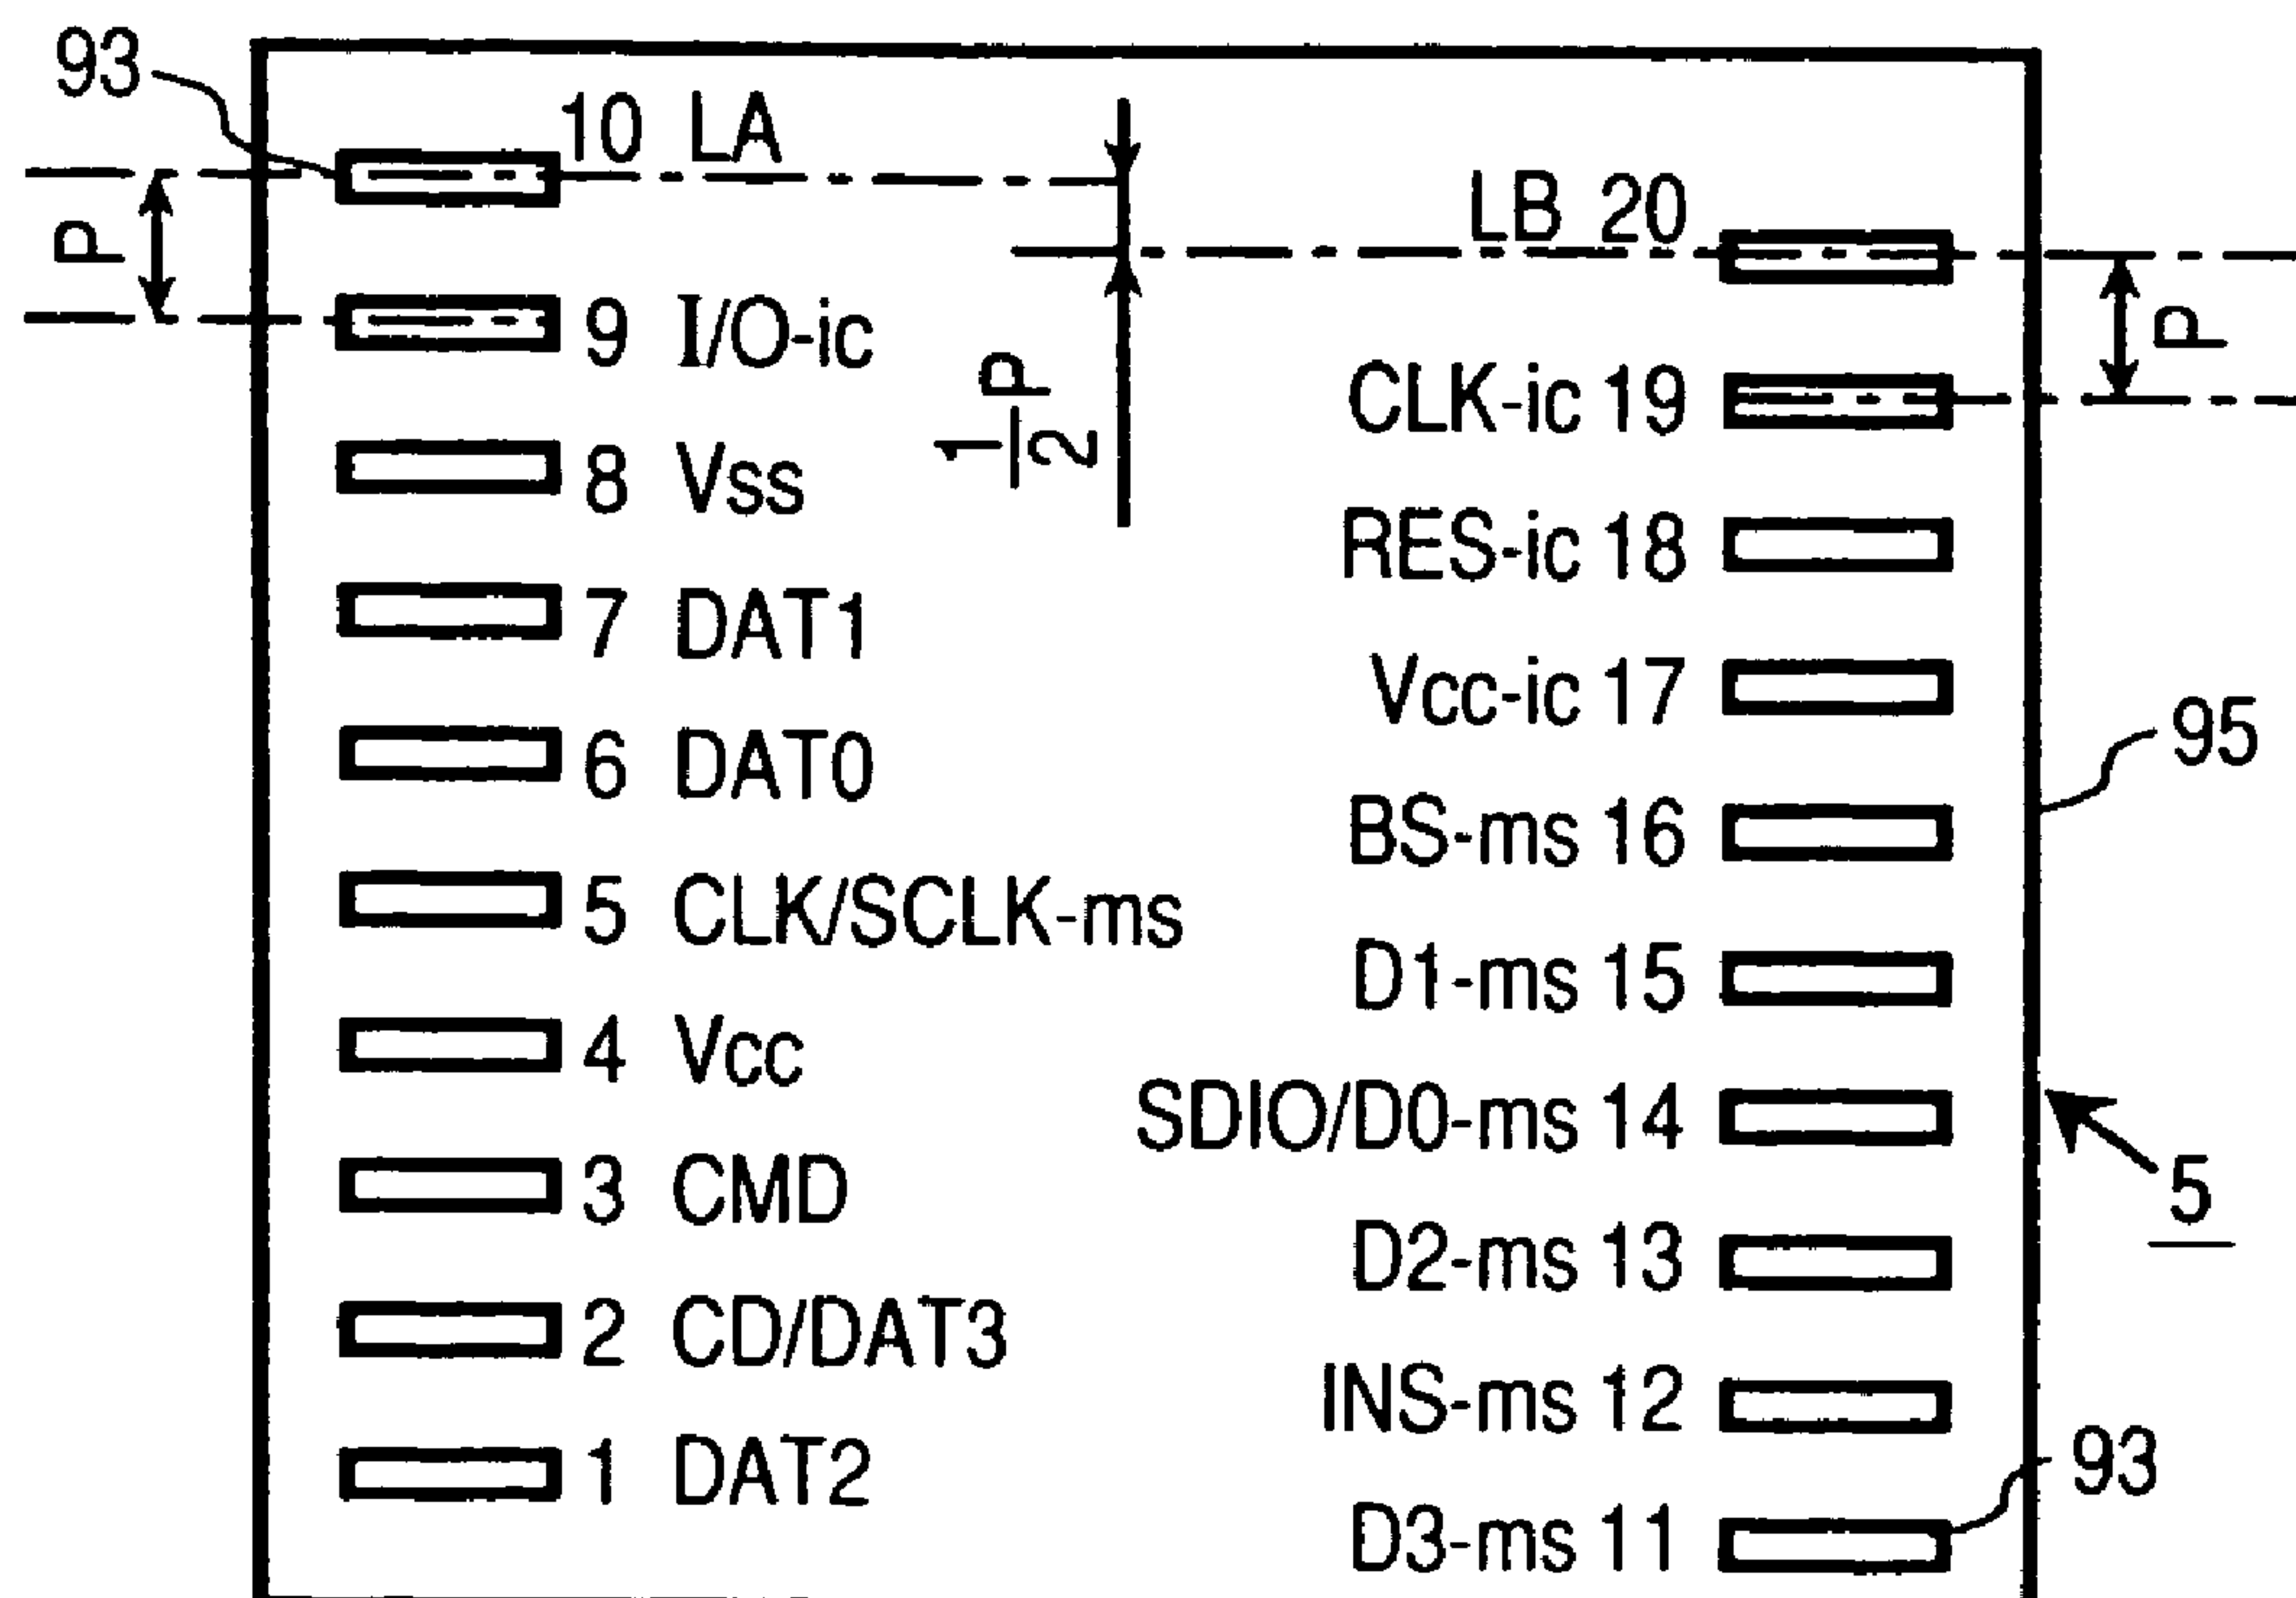 93
10 LA
P
LB 20
9 I/O-ic
P
1/2 P
CLK-ic 19
8 Vss
RES-ic 18
7 DAT1
Vcc-ic 17
95
6 DAT0
BS-ms 16
5 CLK/SCLK-ms
D1-ms 15
4 Vcc
SDIO/D0-ms 14
3 CMD
5
D2-ms 13
2 CD/DAT3
INS-ms 12
1 DAT2
93
D3-ms 11